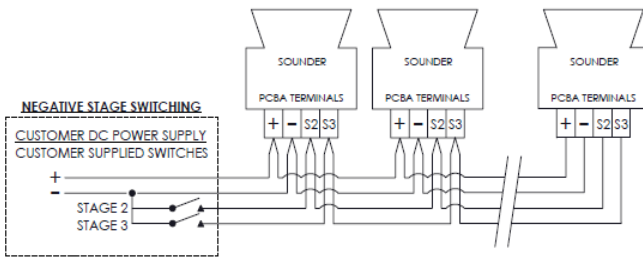 SOUNDER SOUNDER SOUNDER
PCBA TERMINALS PCBA TERMINALS PCBA TERMINALS
NEGATIVE STAGE SWITCHING
+ − S2 S3 + − S2 S3 + − S2 S3
CUSTOMER DC POWER SUPPLY
CUSTOMER SUPPLIED SWITCHES
+
−
STAGE 2
STAGE 3